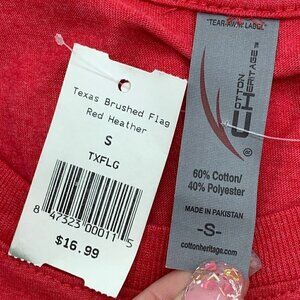 Texas Brushed Flag
Red Heather
S
TXFLG
8 47323 00011 5
$16.99
"TEAR-AWAY LABEL"
COTTON
HERITAGE
™
®
60% Cotton/
40% Polyester
MADE IN PAKISTAN
-S-
cottonheritage.com